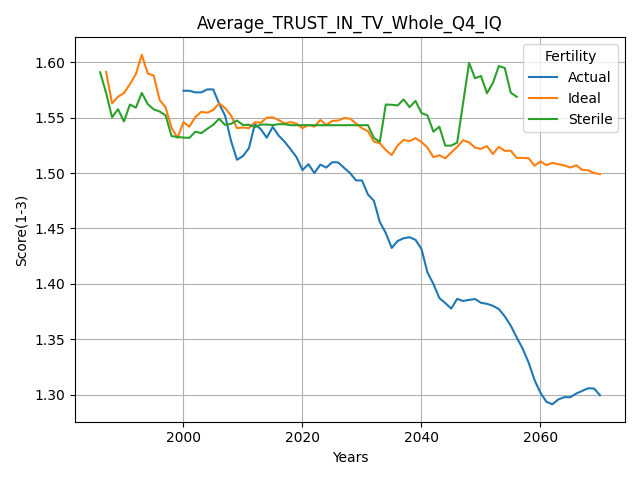 Average_TRUST_IN_TV_Whole_Q4_IQ
Fertility
Actual
Ideal
Sterile
Score(1-3)
1.60
1.55
1.50
1.45
1.40
1.35
1.30
2000 2020 2040 2060
Years